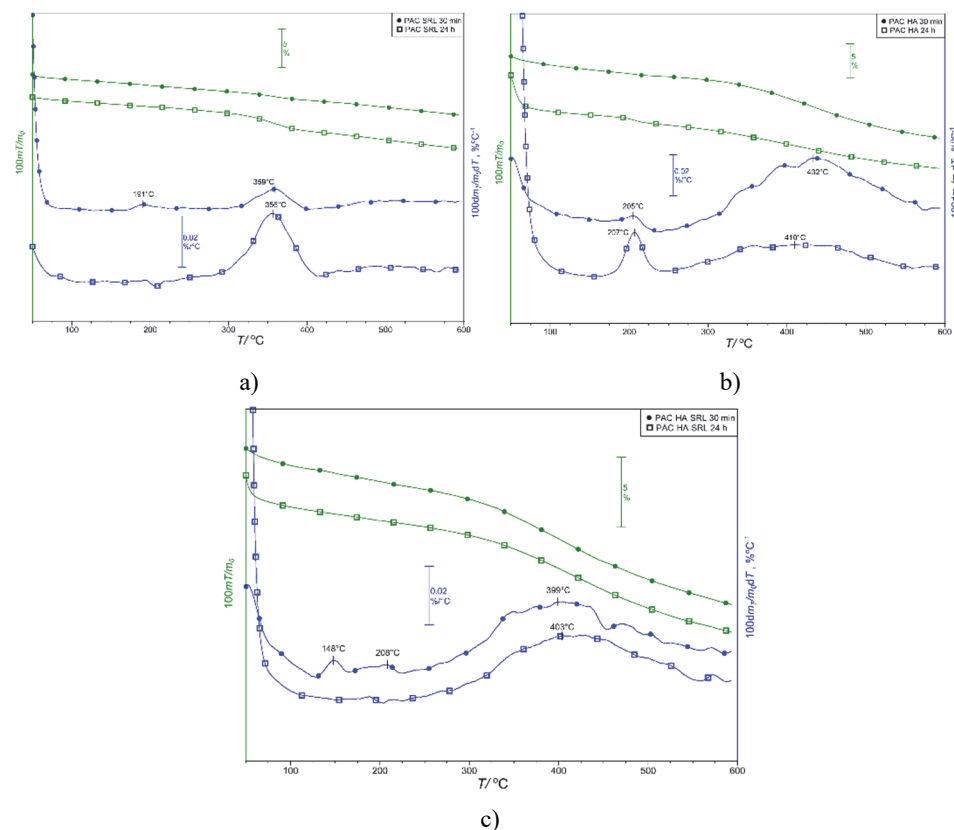 PAC SRL 30 min
PAC SRL 24 h
5
%
100mT/m0
100dmT/m0dT, %°C⁻¹
191°C
359°C
356°C
0.02
%/°C
100 200 300 400 500 600
T/°C
a)
PAC HA 30 min
PAC HA 24 h
5
%
100mT/m0
100dmT/m0dT, %°C⁻¹
0.02
%/°C
205°C
207°C
432°C
410°C
100 200 300 400 500 600
T/°C
b)
PAC HA SRL 30 min
PAC HA SRL 24 h
5
%
100mT/m0
100dmT/m0dT, %°C⁻¹
0.02
%/°C
148°C
208°C
399°C
403°C
100 200 300 400 500 600
T/°C
c)